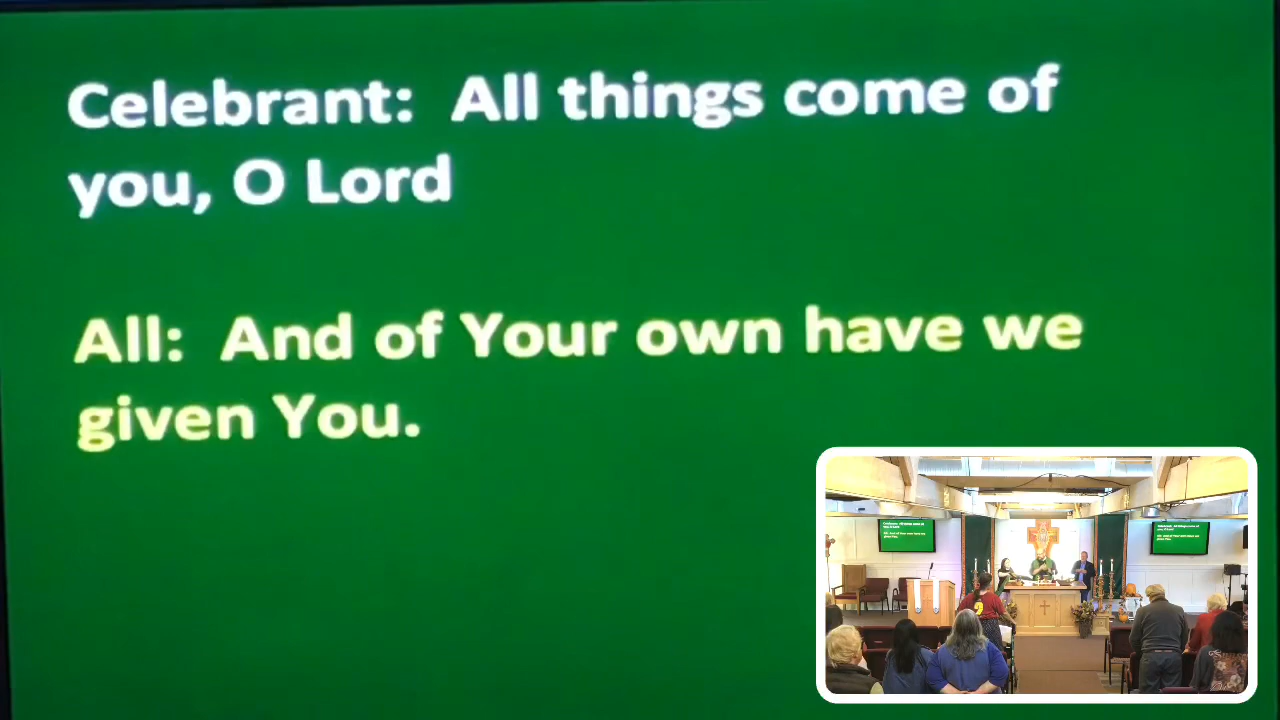 Celebrant: All things come of
you, O Lord
All: And of Your own have we
given You.